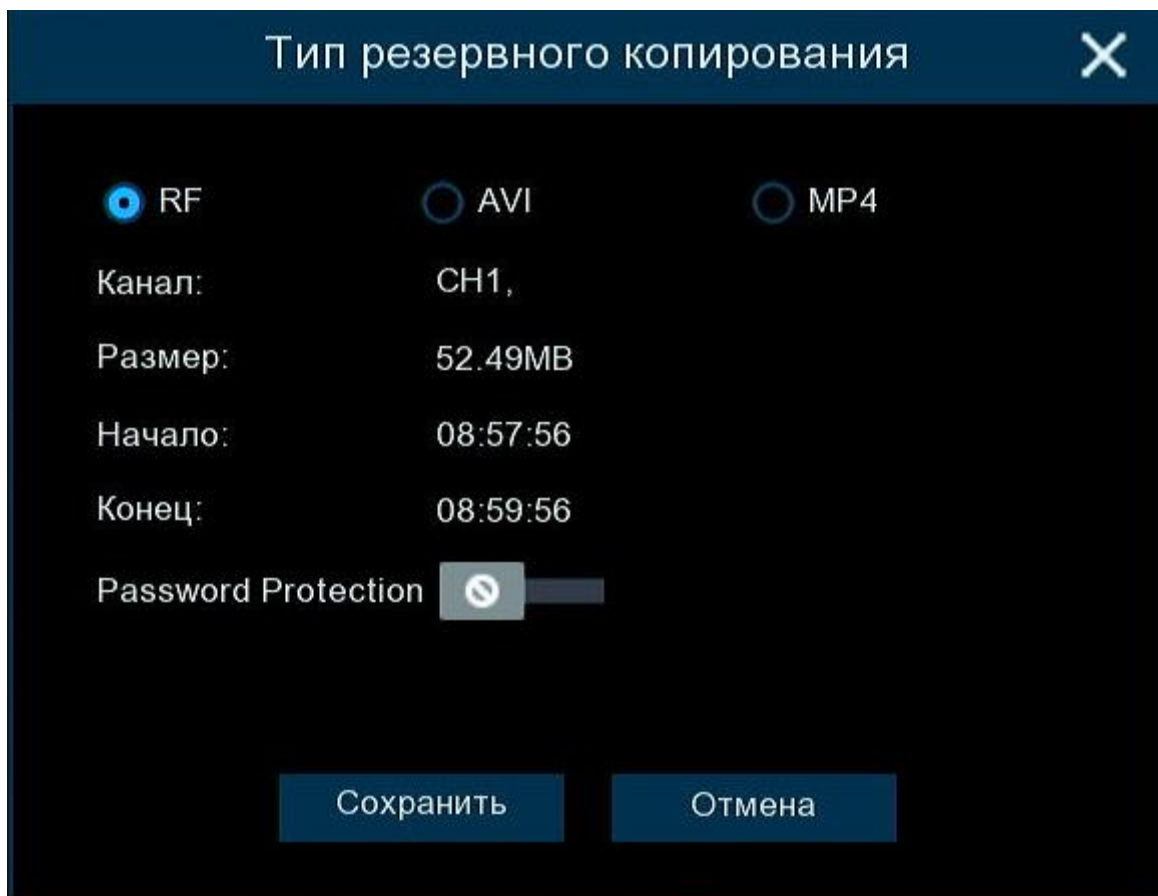 Тип резервного копирования
RF AVI MP4
Канал: CH1,
Размер: 52.49MB
Начало: 08:57:56
Конец: 08:59:56
Password Protection
Сохранить Отмена